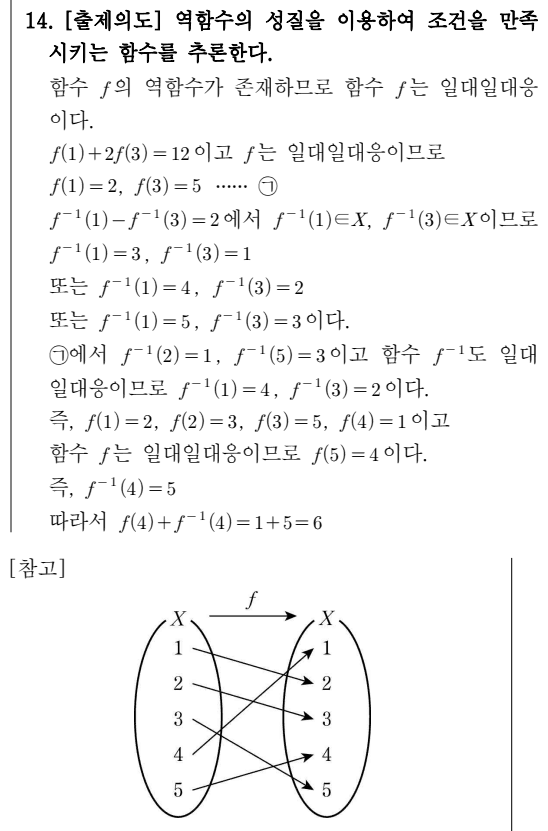 14. [출제의도] 역함수의 성질을 이용하여 조건을 만족
시키는 함수를 추론한다.
함수 f의 역함수가 존재하므로 함수 f는 일대일대응
이다.
f(1)+2f(3)=12이고 f는 일대일대응이므로
f(1)=2, f(3)=5 …… ㉠
f⁻¹(1)-f⁻¹(3)=2에서 f⁻¹(1)∈X, f⁻¹(3)∈X이므로
f⁻¹(1)=3, f⁻¹(3)=1
또는 f⁻¹(1)=4, f⁻¹(3)=2
또는 f⁻¹(1)=5, f⁻¹(3)=3이다.
㉠에서 f⁻¹(2)=1, f⁻¹(5)=3이고 함수 f⁻¹도 일대
일대응이므로 f⁻¹(1)=4, f⁻¹(3)=2이다.
즉, f(1)=2, f(2)=3, f(3)=5, f(4)=1이고
함수 f는 일대일대응이므로 f(5)=4이다.
즉, f⁻¹(4)=5
따라서 f(4)+f⁻¹(4)=1+5=6
[참고]
f
X X
1 1
2 2
3 3
4 4
5 5